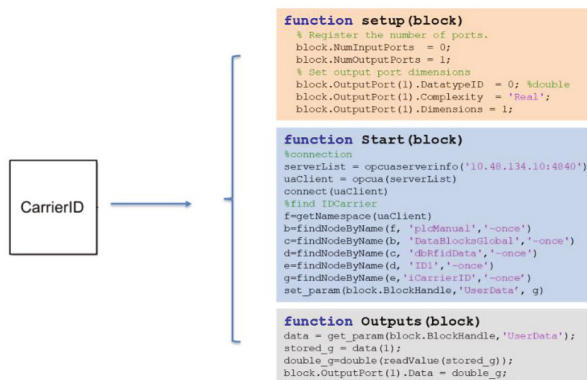 CarrierID
function setup(block)
% Register the number of ports.
block.NumInputPorts = 0;
block.NumOutputPorts = 1;
% Set output port dimensions
block.OutputPort(1).DatatypeID = 0; %double
block.OutputPort(1).Complexity = 'Real';
block.OutputPort(1).Dimensions = 1;
function Start(block)
%connection
serverList = opcuaserverinfo('10.48.134.10:4840')
uaClient = opcua(serverList)
connect(uaClient)
%find IDCarrier
f=getNamespace(uaClient)
b=findNodeByName(f, 'plcManual','-once')
c=findNodeByName(b, 'DataBlocksGlobal','-once')
d=findNodeByName(c, 'dbRfidData','-once')
e=findNodeByName(d, 'ID1','-once')
g=findNodeByName(e,'iCarrierID','-once')
set_param(block.BlockHandle,'UserData', g)
function Outputs(block)
data = get_param(block.BlockHandle,'UserData');
stored_g = data(1);
double_g=double(readValue(stored_g));
block.OutputPort(1).Data = double_g;